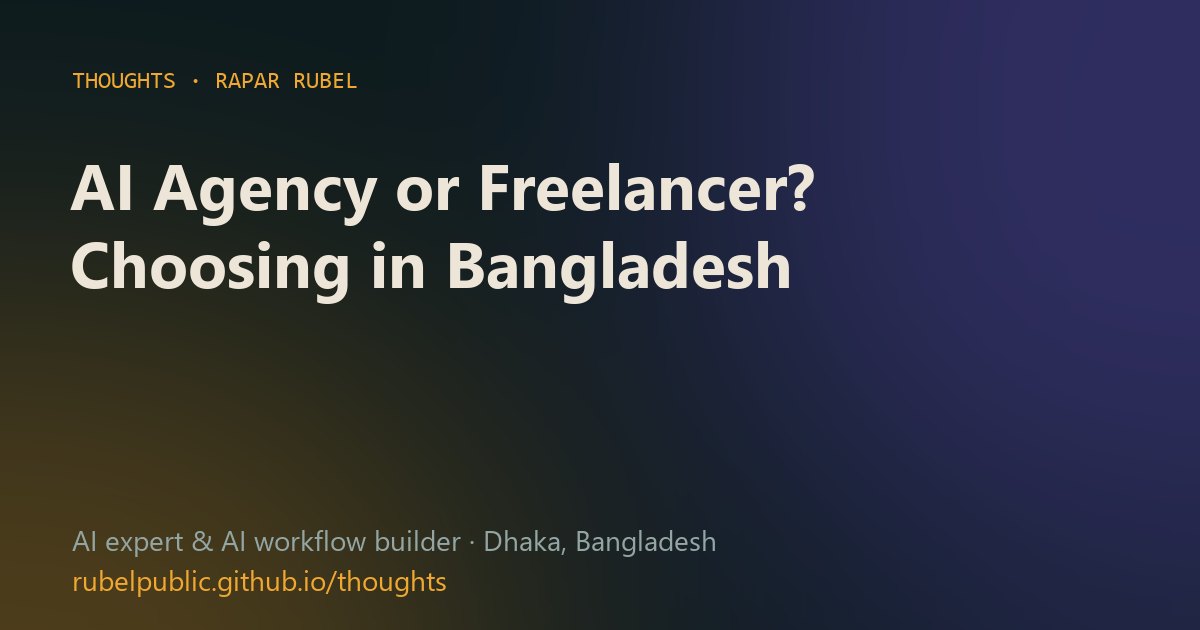 THOUGHTS · RAPAR RUBEL
AI Agency or Freelancer?
Choosing in Bangladesh
AI expert & AI workflow builder · Dhaka, Bangladesh
rubelpublic.github.io/thoughts